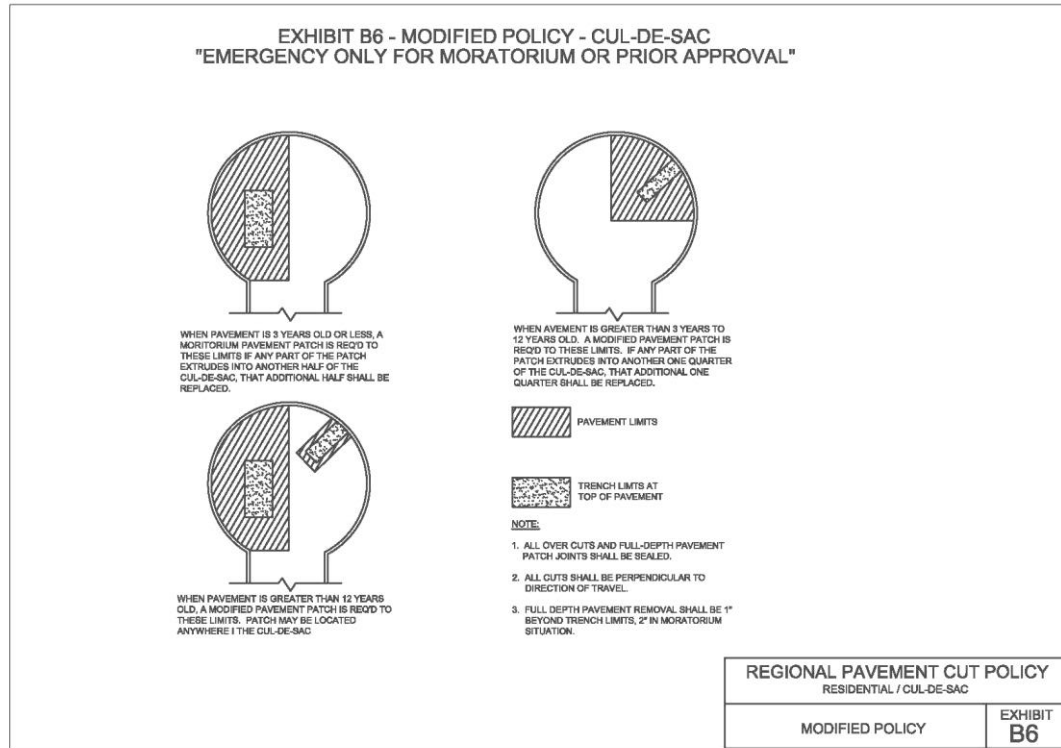 EXHIBIT B6 - MODIFIED POLICY - CUL-DE-SAC
"EMERGENCY ONLY FOR MORATORIUM OR PRIOR APPROVAL"
WHEN PAVEMENT IS 3 YEARS OLD OR LESS, A
MORITORIUM PAVEMENT PATCH IS REQ'D TO
THESE LIMITS IF ANY PART OF THE PATCH
EXTRUDES INTO ANOTHER HALF OF THE
CUL-DE-SAC, THAT ADDITIONAL HALF SHALL BE
REPLACED.
WHEN AVEMENT IS GREATER THAN 3 YEARS TO
12 YEARS OLD. A MODIFIED PAVEMENT PATCH IS
REQ'D TO THESE LIMITS. IF ANY PART OF THE
PATCH EXTRUDES INTO ANOTHER ONE QUARTER
OF THE CUL-DE-SAC, THAT ADDITIONAL ONE
QUARTER SHALL BE REPLACED.
WHEN PAVEMENT IS GREATER THAN 12 YEARS
OLD, A MODIFIED PAVEMENT PATCH IS REQ'D TO
THESE LIMITS. PATCH MAY BE LOCATED
ANYWHERE I THE CUL-DE-SAC
PAVEMENT LIMITS
TRENCH LIMTS AT
TOP OF PAVEMENT
NOTE:
1. ALL OVER CUTS AND FULL-DEPTH PAVEMENT
PATCH JOINTS SHALL BE SEALED.
2. ALL CUTS SHALL BE PERPENDICULAR TO
DIRECTION OF TRAVEL.
3. FULL DEPTH PAVEMENT REMOVAL SHALL BE 1"
BEYOND TRENCH LIMITS, 2" IN MORATORIUM
SITUATION.
REGIONAL PAVEMENT CUT POLICY
RESIDENTIAL / CUL-DE-SAC
MODIFIED POLICY
EXHIBIT
B6